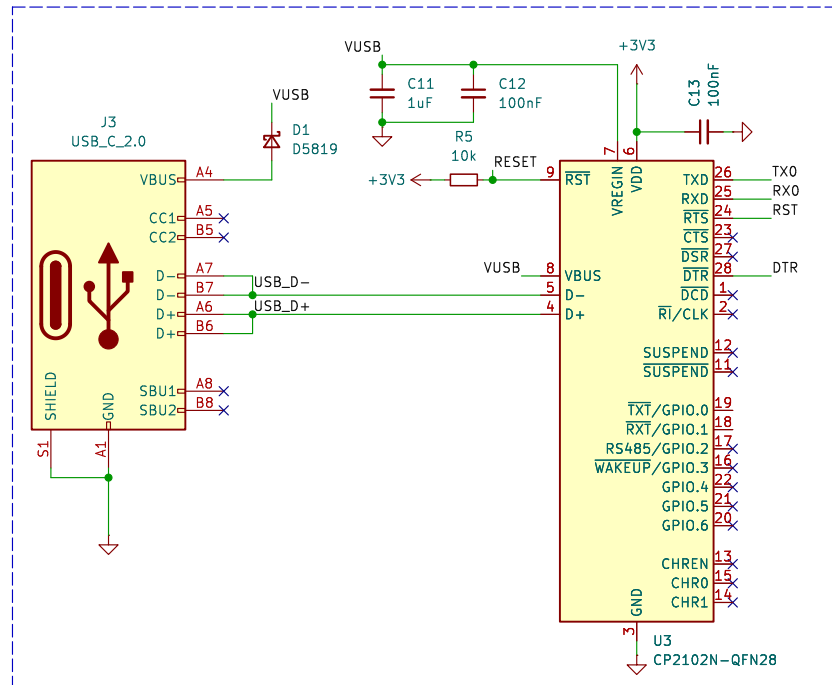 VUSB
+3V3
C11
1uF
C12
100nF
C13
100nF
J3
USB_C_2.0
VUSB
D1
D5819
R5
10k
RESET
+3V3
VBUS
A4
CC1
A5
CC2
B5
D-
A7
D-
B7
D+
A6
D+
B6
USB_D-
USB_D+
SBU1
A8
SBU2
B8
SHIELD
GND
S1
A1
7
6
VREGIN
VDD
9
RST
VUSB
8
VBUS
5
D-
4
D+
TXD
26
TX0
RXD
25
RX0
RTS
24
RST
CTS
23
DSR
27
DTR
28
DTR
DCD
1
RI/CLK
2
SUSPEND
12
SUSPEND
11
TXT/GPIO.0
19
RXT/GPIO.1
18
RS485/GPIO.2
17
WAKEUP/GPIO.3
16
GPIO.4
22
GPIO.5
21
GPIO.6
20
CHREN
13
CHR0
15
CHR1
14
GND
3
U3
CP2102N-QFN28